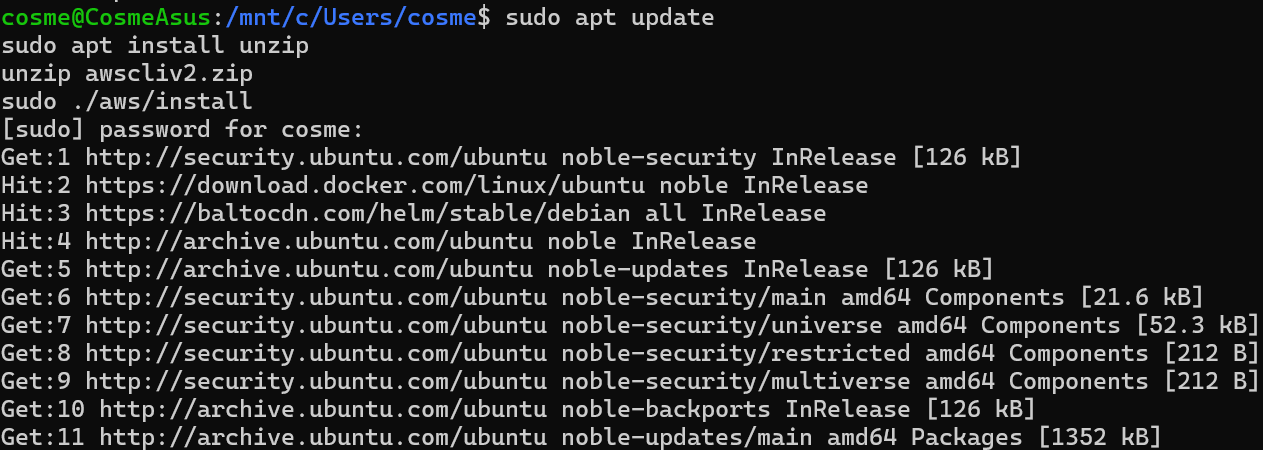 cosme@CosmeAsus:/mnt/c/Users/cosme$ sudo apt update
sudo apt install unzip
unzip awscliv2.zip
sudo ./aws/install
[sudo] password for cosme:
Get:1 http://security.ubuntu.com/ubuntu noble-security InRelease [126 kB]
Hit:2 https://download.docker.com/linux/ubuntu noble InRelease
Hit:3 https://baltocdn.com/helm/stable/debian all InRelease
Hit:4 http://archive.ubuntu.com/ubuntu noble InRelease
Get:5 http://archive.ubuntu.com/ubuntu noble-updates InRelease [126 kB]
Get:6 http://security.ubuntu.com/ubuntu noble-security/main amd64 Components [21.6 kB]
Get:7 http://security.ubuntu.com/ubuntu noble-security/universe amd64 Components [52.3 kB]
Get:8 http://security.ubuntu.com/ubuntu noble-security/restricted amd64 Components [212 B]
Get:9 http://security.ubuntu.com/ubuntu noble-security/multiverse amd64 Components [212 B]
Get:10 http://archive.ubuntu.com/ubuntu noble-backports InRelease [126 kB]
Get:11 http://archive.ubuntu.com/ubuntu noble-updates/main amd64 Packages [1352 kB]